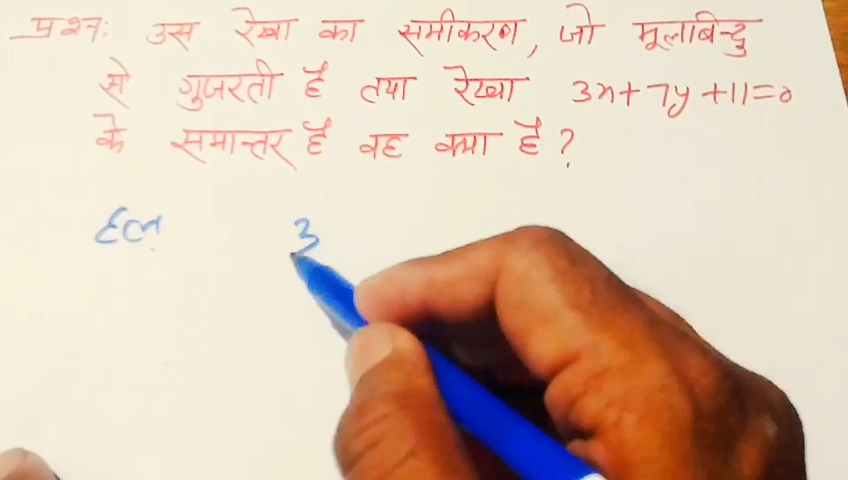 प्रश्न: उस रेखा का समीकरण, जो मूलबिन्दु
से गुजरती है तथा रेखा 3x+7y+11=0
के समान्तर है वह क्या है ?
हल 3